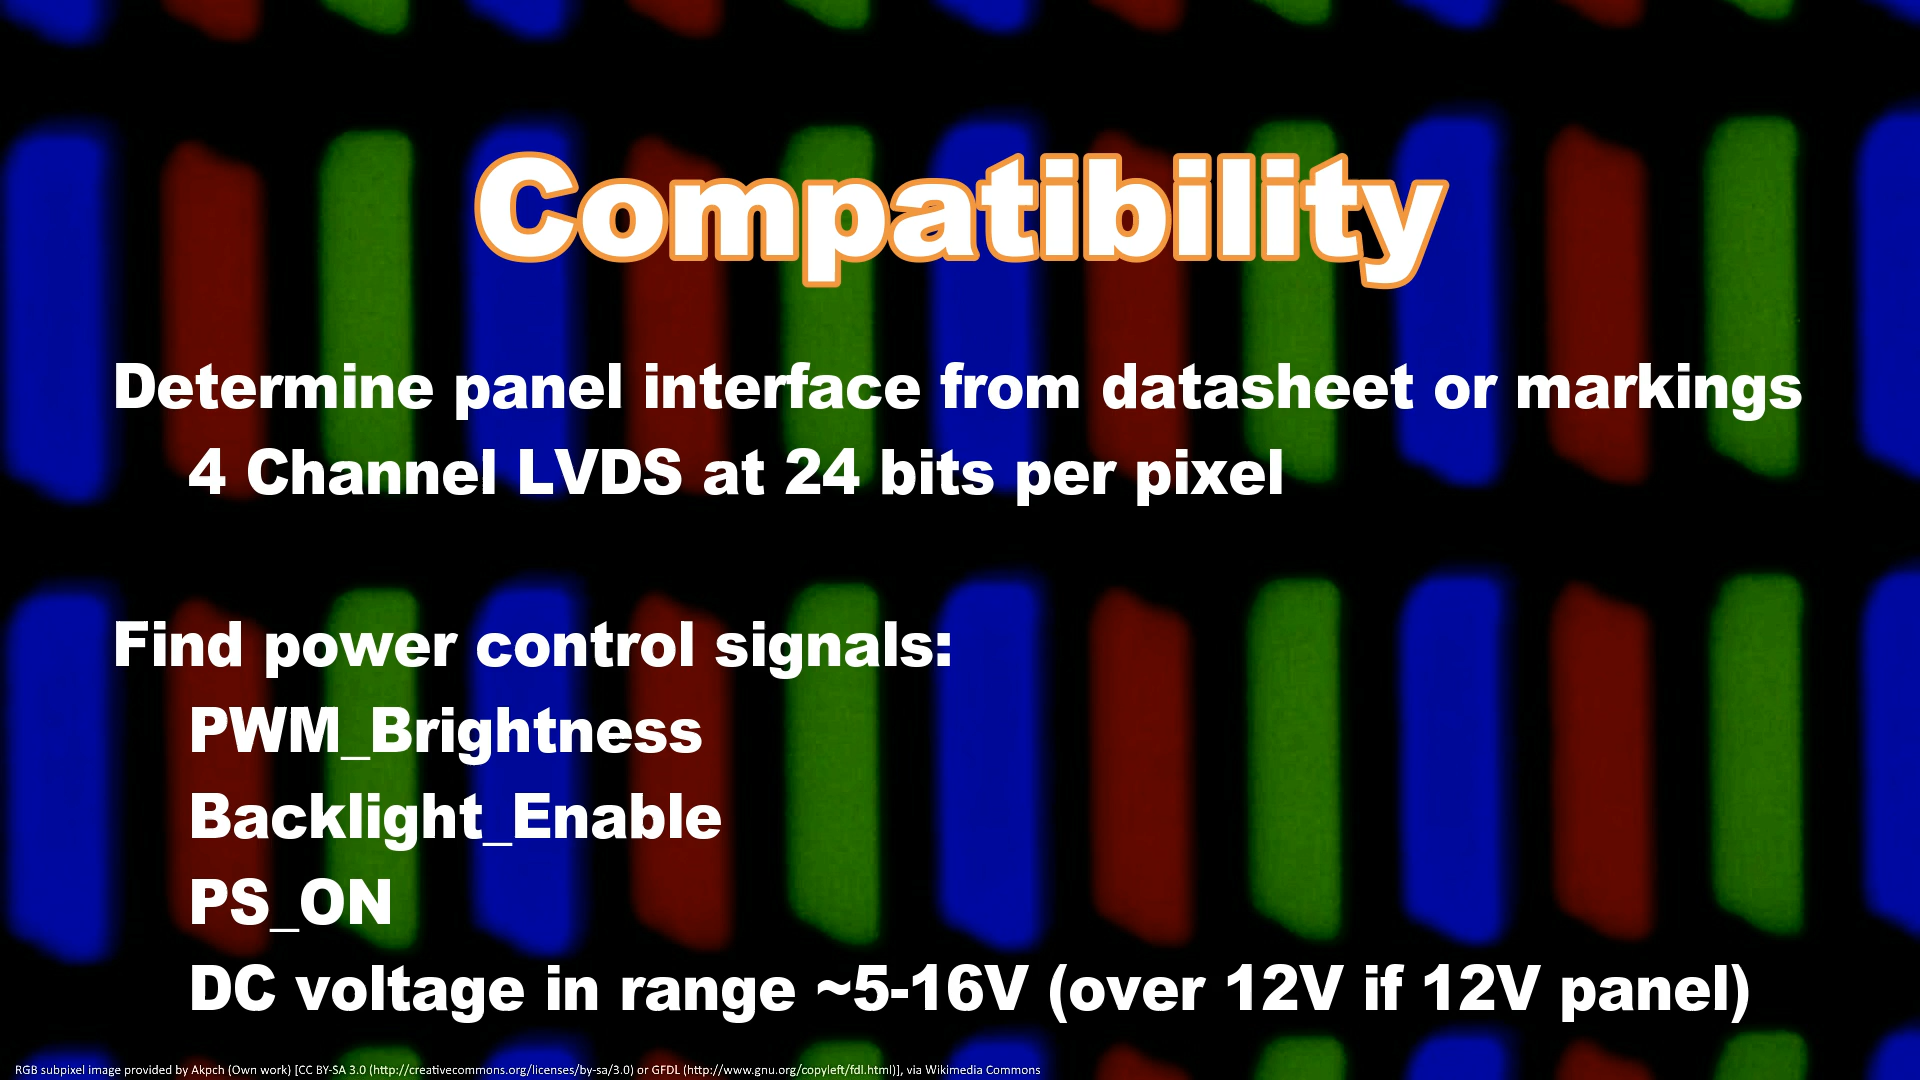 Compatibility
Determine panel interface from datasheet or markings
4 Channel LVDS at 24 bits per pixel
Find power control signals:
PWM_Brightness
Backlight_Enable
PS_ON
DC voltage in range ~5-16V (over 12V if 12V panel)
RGB subpixel image provided by Akpch (Own work) [CC BY-SA 3.0 (http://creativecommons.org/licenses/by-sa/3.0) or GFDL (http://www.gnu.org/copyleft/fdl.html)], via Wikimedia Commons